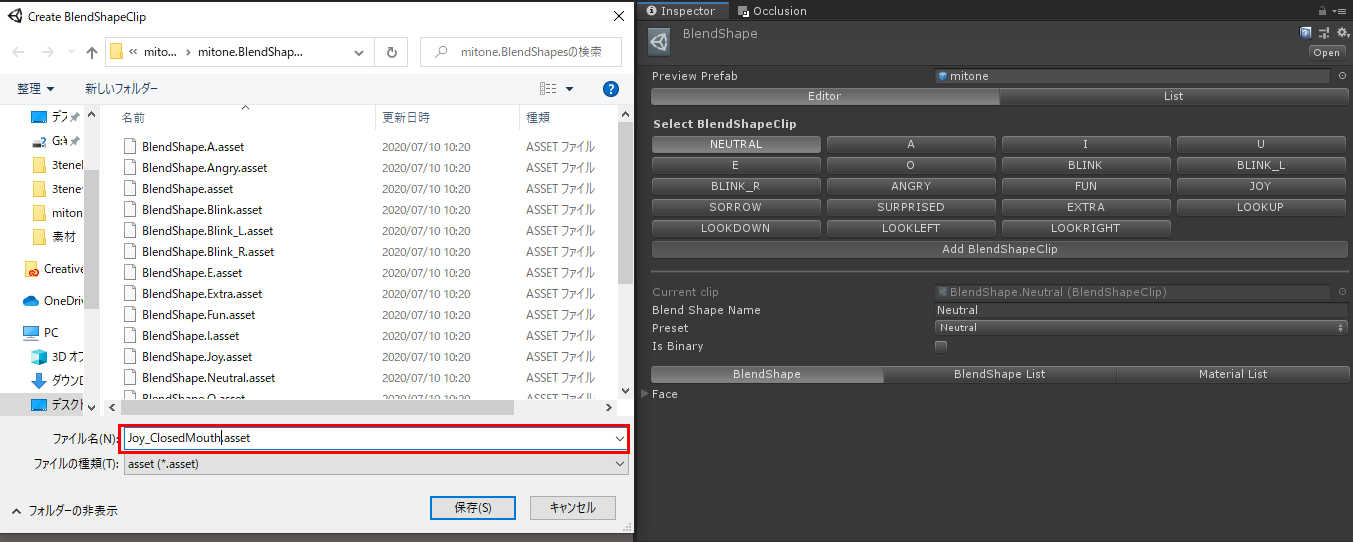 Create BlendShapeClip
« mito... › mitone.BlendShap...
mitone.BlendShapesの検索
整理
新しいフォルダー
デス
G:¥
3tene
mitone
素材
Creative
OneDriv
PC
3D オブ
ダウンロ
デスクト
名前 更新日時 種類
BlendShape.A.asset 2020/07/10 10:20 ASSET ファイル
BlendShape.Angry.asset 2020/07/10 10:20 ASSET ファイル
BlendShape.asset 2020/07/10 10:20 ASSET ファイル
BlendShape.Blink.asset 2020/07/10 10:20 ASSET ファイル
BlendShape.Blink_L.asset 2020/07/10 10:20 ASSET ファイル
BlendShape.Blink_R.asset 2020/07/10 10:20 ASSET ファイル
BlendShape.E.asset 2020/07/10 10:20 ASSET ファイル
BlendShape.Extra.asset 2020/07/10 10:20 ASSET ファイル
BlendShape.Fun.asset 2020/07/10 10:20 ASSET ファイル
BlendShape.I.asset 2020/07/10 10:20 ASSET ファイル
BlendShape.Joy.asset 2020/07/10 10:20 ASSET ファイル
BlendShape.Neutral.asset 2020/07/10 10:20 ASSET ファイル
BlendShape.O.asset 2020/07/10 10:20 ASSET ファイル
ファイル名(N): Joy_ClosedMouth.asset
ファイルの種類(T): asset (*.asset)
フォルダーの非表示
保存(S)
キャンセル
Inspector
Occlusion
BlendShape
Open
Preview Prefab mitone
Editor List
Select BlendShapeClip
NEUTRAL A I U
E O BLINK BLINK_L
BLINK_R ANGRY FUN JOY
SORROW SURPRISED EXTRA LOOKUP
LOOKDOWN LOOKLEFT LOOKRIGHT
Add BlendShapeClip
Current clip BlendShape.Neutral (BlendShapeClip)
Blend Shape Name Neutral
Preset Neutral
Is Binary
BlendShape BlendShape List Material List
Face